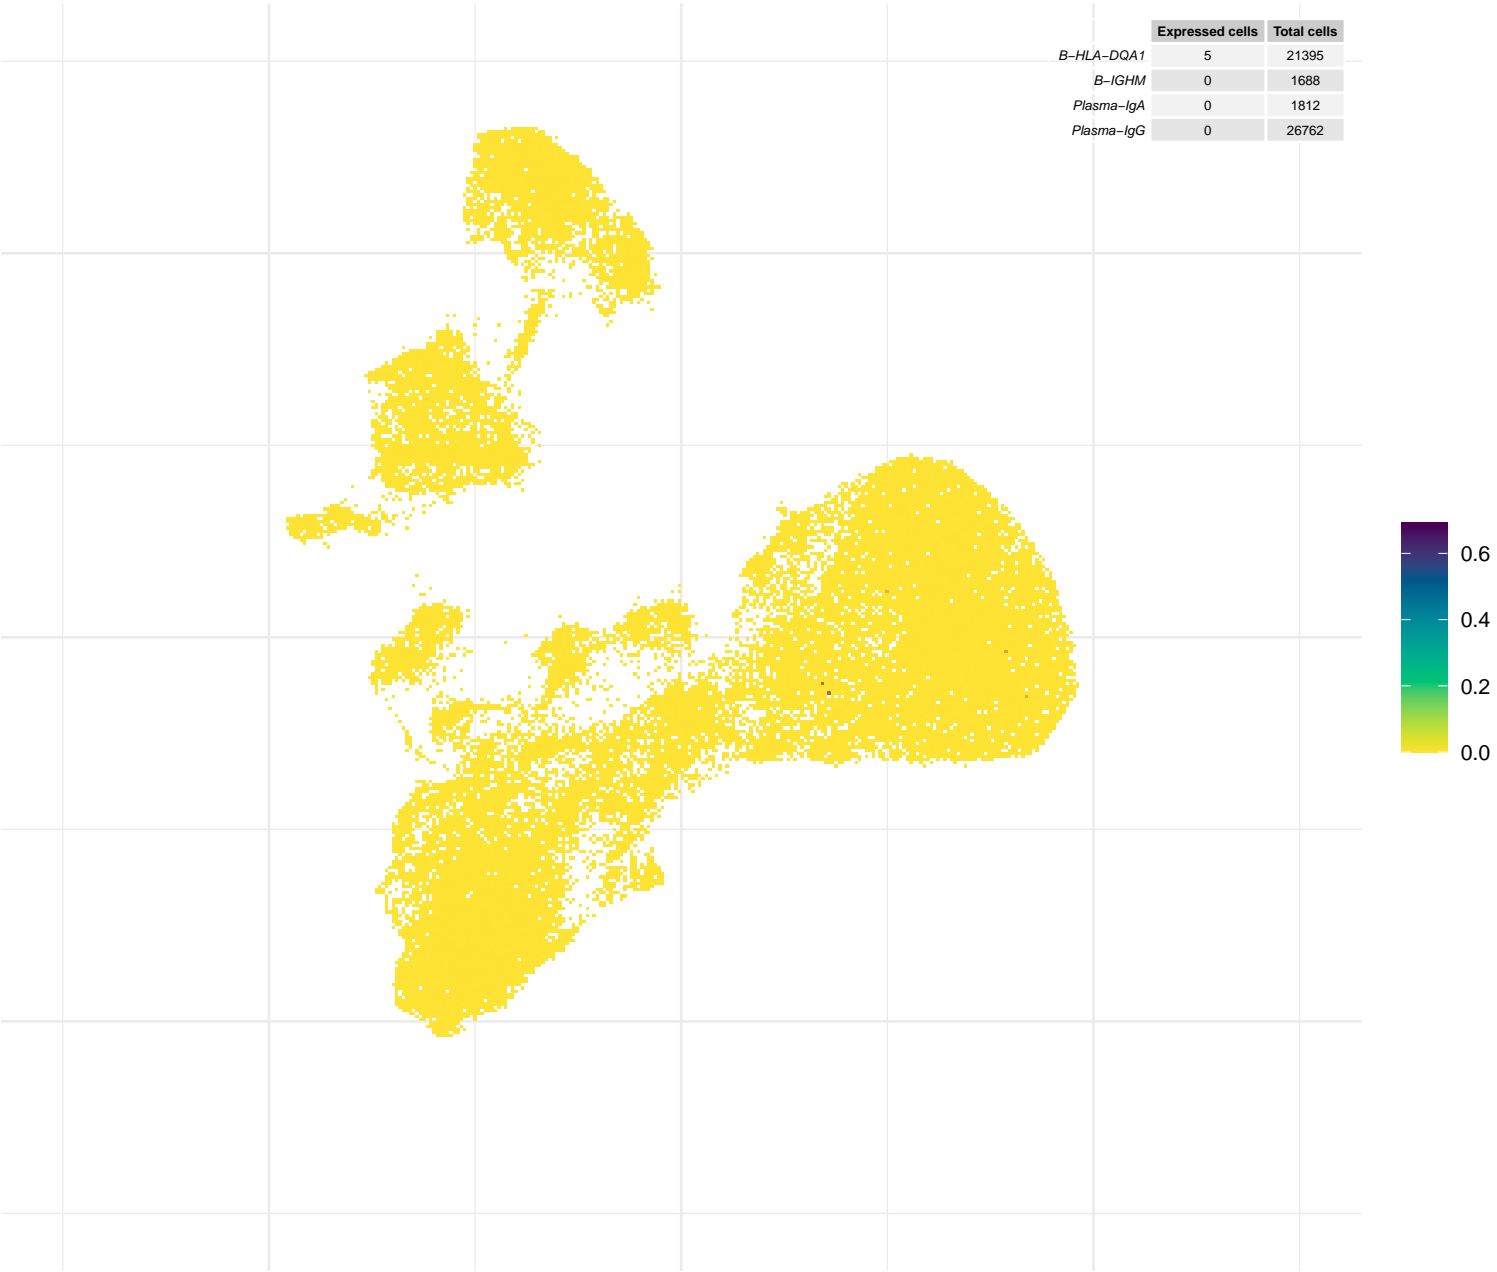 Expressed cells Total cells
B−HLA−DQA1 5 21395
B−IGHM 0 1688
Plasma−IgA 0 1812
Plasma−IgG 0 26762
0.6
0.4
0.2
0.0